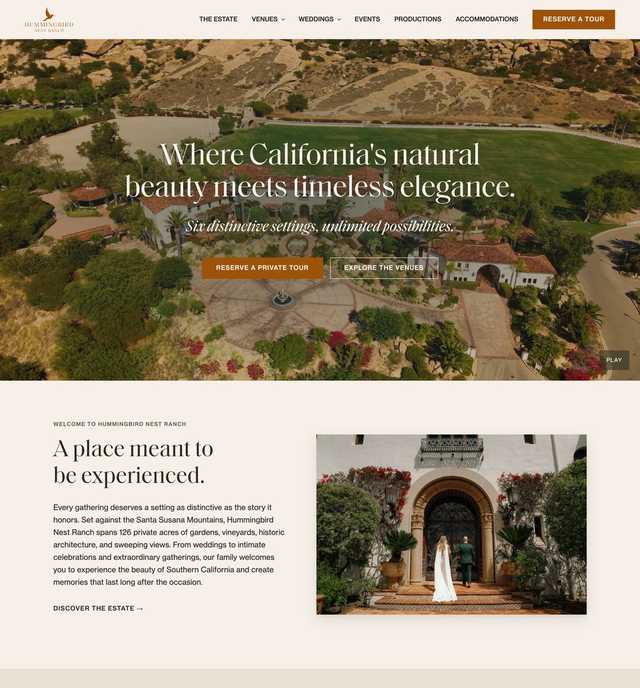 HUMMINGBIRD
NEST RANCH
THE ESTATE
VENUES
WEDDINGS
EVENTS
PRODUCTIONS
ACCOMMODATIONS
RESERVE A TOUR
Where California's natural
beauty meets timeless elegance.
Six distinctive settings, unlimited possibilities.
RESERVE A PRIVATE TOUR
EXPLORE THE VENUES
PLAY
WELCOME TO HUMMINGBIRD NEST RANCH
A place meant to
be experienced.
Every gathering deserves a setting as distinctive as the story it
honors. Set against the Santa Susana Mountains, Hummingbird
Nest Ranch spans 126 private acres of gardens, vineyards, historic
architecture, and sweeping views. From weddings to intimate
celebrations and extraordinary gatherings, our family welcomes
you to experience the beauty of Southern California and create
memories that last long after the occasion.
DISCOVER THE ESTATE →